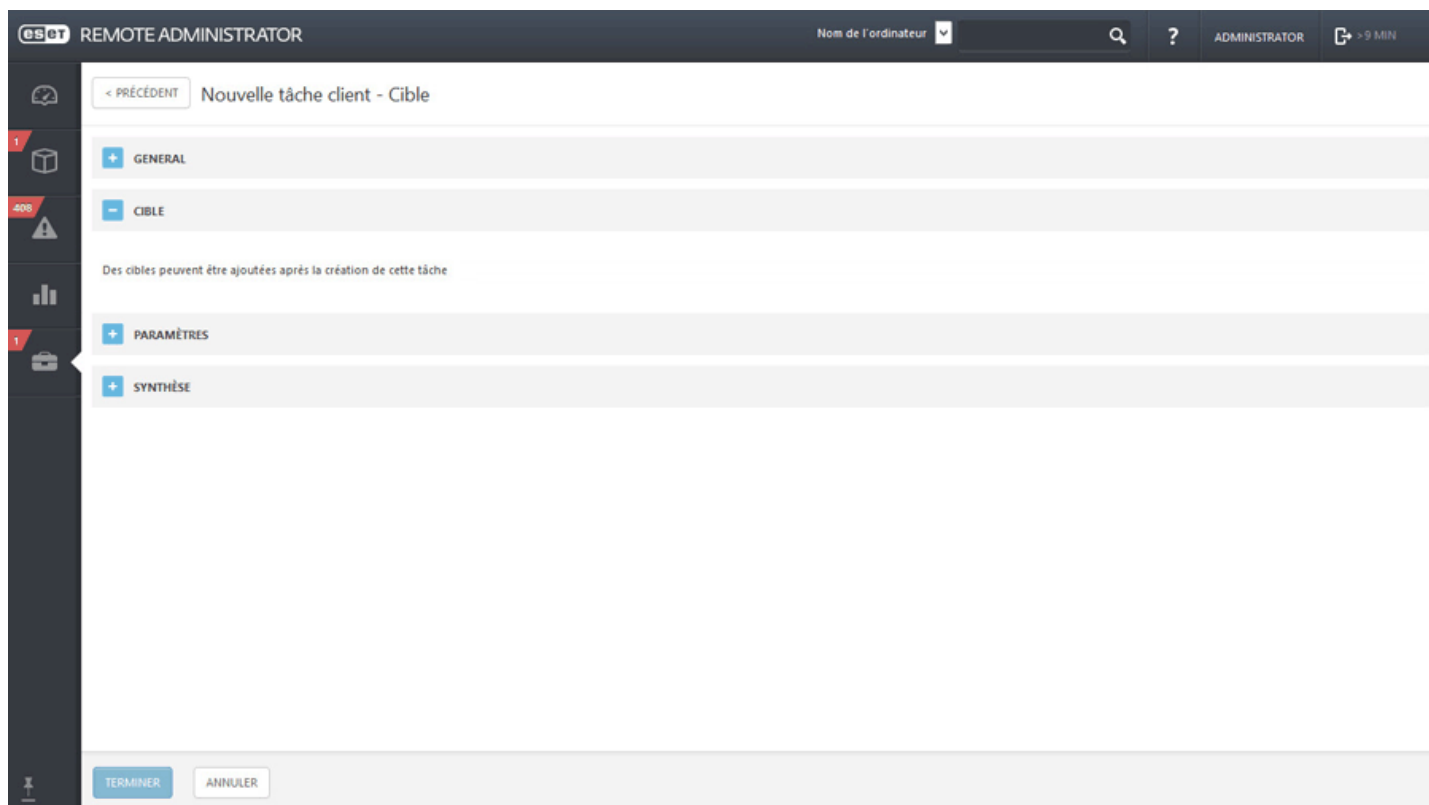 eset REMOTE ADMINISTRATOR Nom de l'ordinateur ? ADMINISTRATOR >9 MIN
< PRÉCÉDENT Nouvelle tâche client - Cible
1
+ GENERAL
408
− CIBLE
Des cibles peuvent être ajoutées après la création de cette tâche
1
+ PARAMÈTRES
+ SYNTHÈSE
TERMINER ANNULER